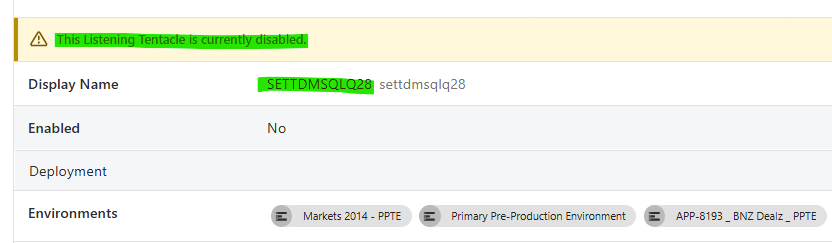 This Listening Tentacle is currently disabled.
Display Name SETTDMSQLQ28 settdmsqlq28
Enabled No
Deployment
Environments Markets 2014 - PPTE Primary Pre-Production Environment APP-8193 _ BNZ Dealz _ PPTE